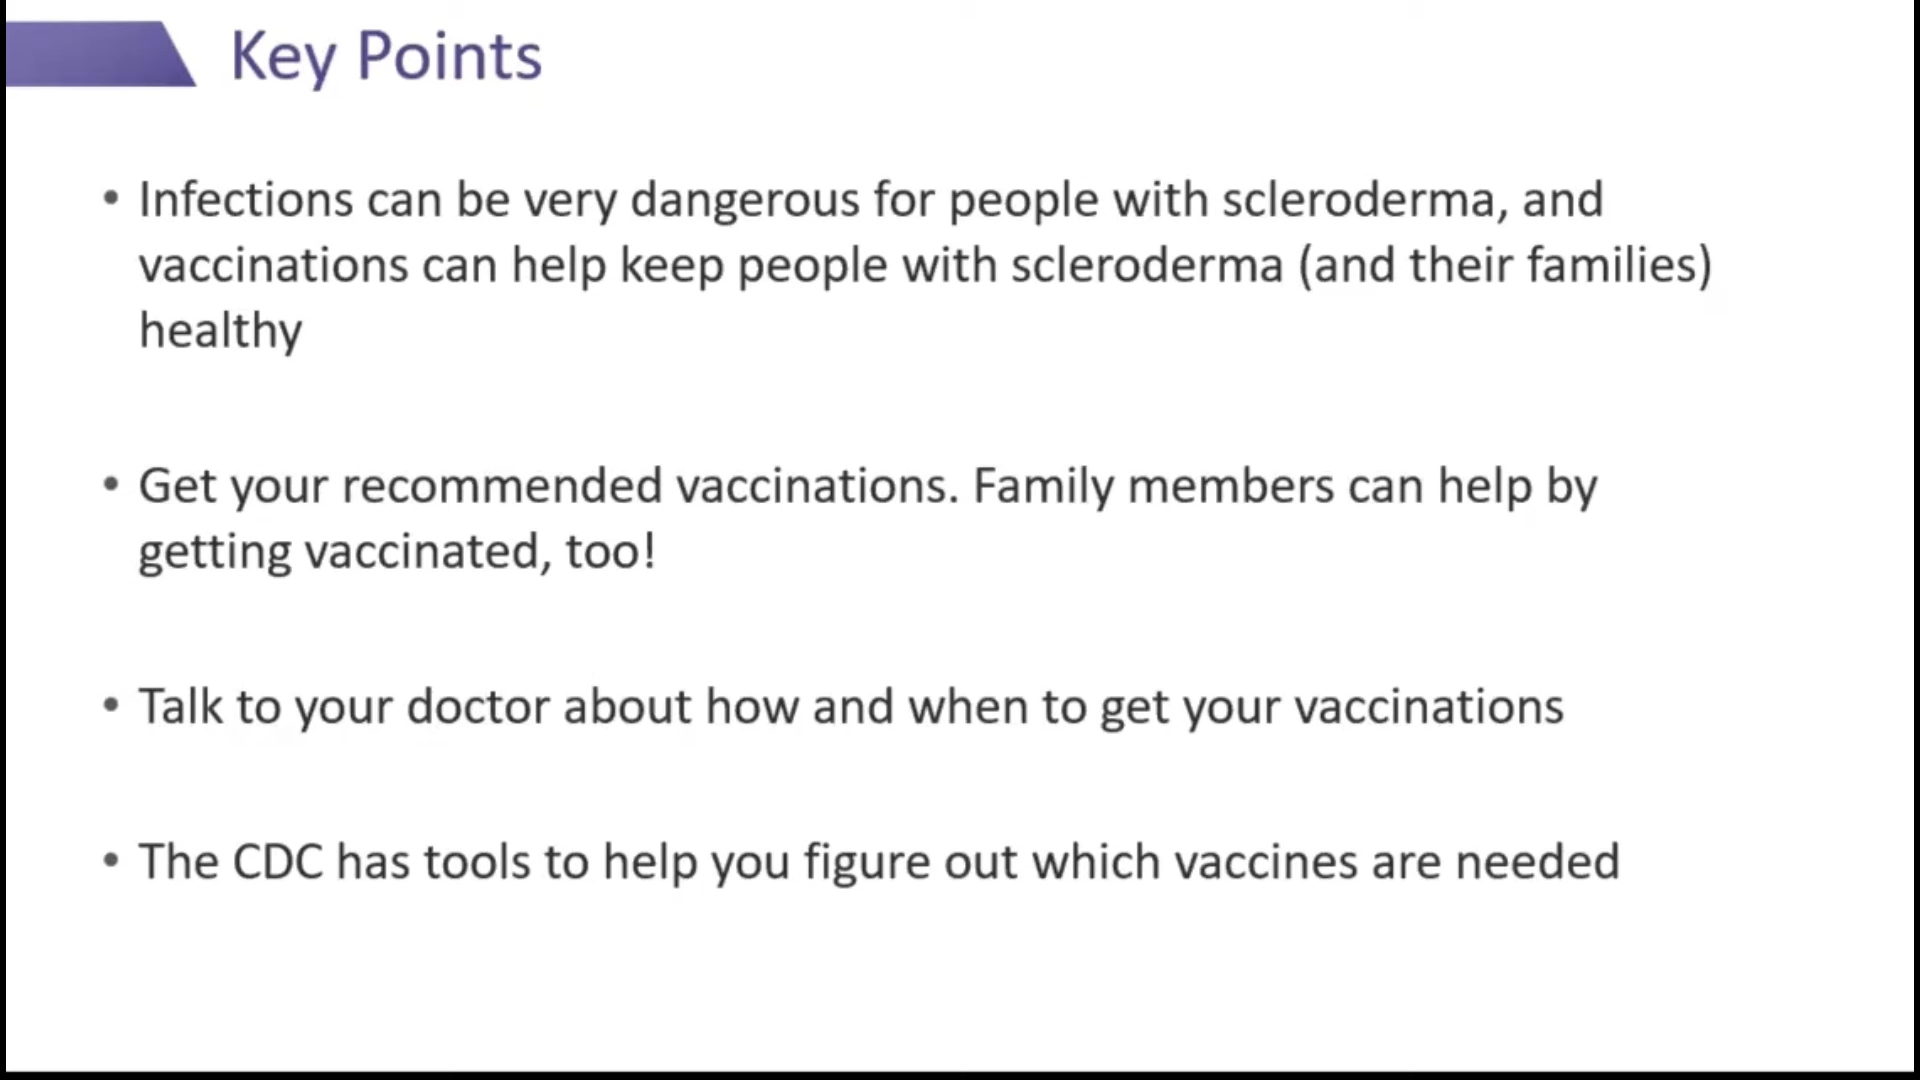 Key Points
• Infections can be very dangerous for people with scleroderma, and
vaccinations can help keep people with scleroderma (and their families)
healthy
• Get your recommended vaccinations. Family members can help by
getting vaccinated, too!
• Talk to your doctor about how and when to get your vaccinations
• The CDC has tools to help you figure out which vaccines are needed